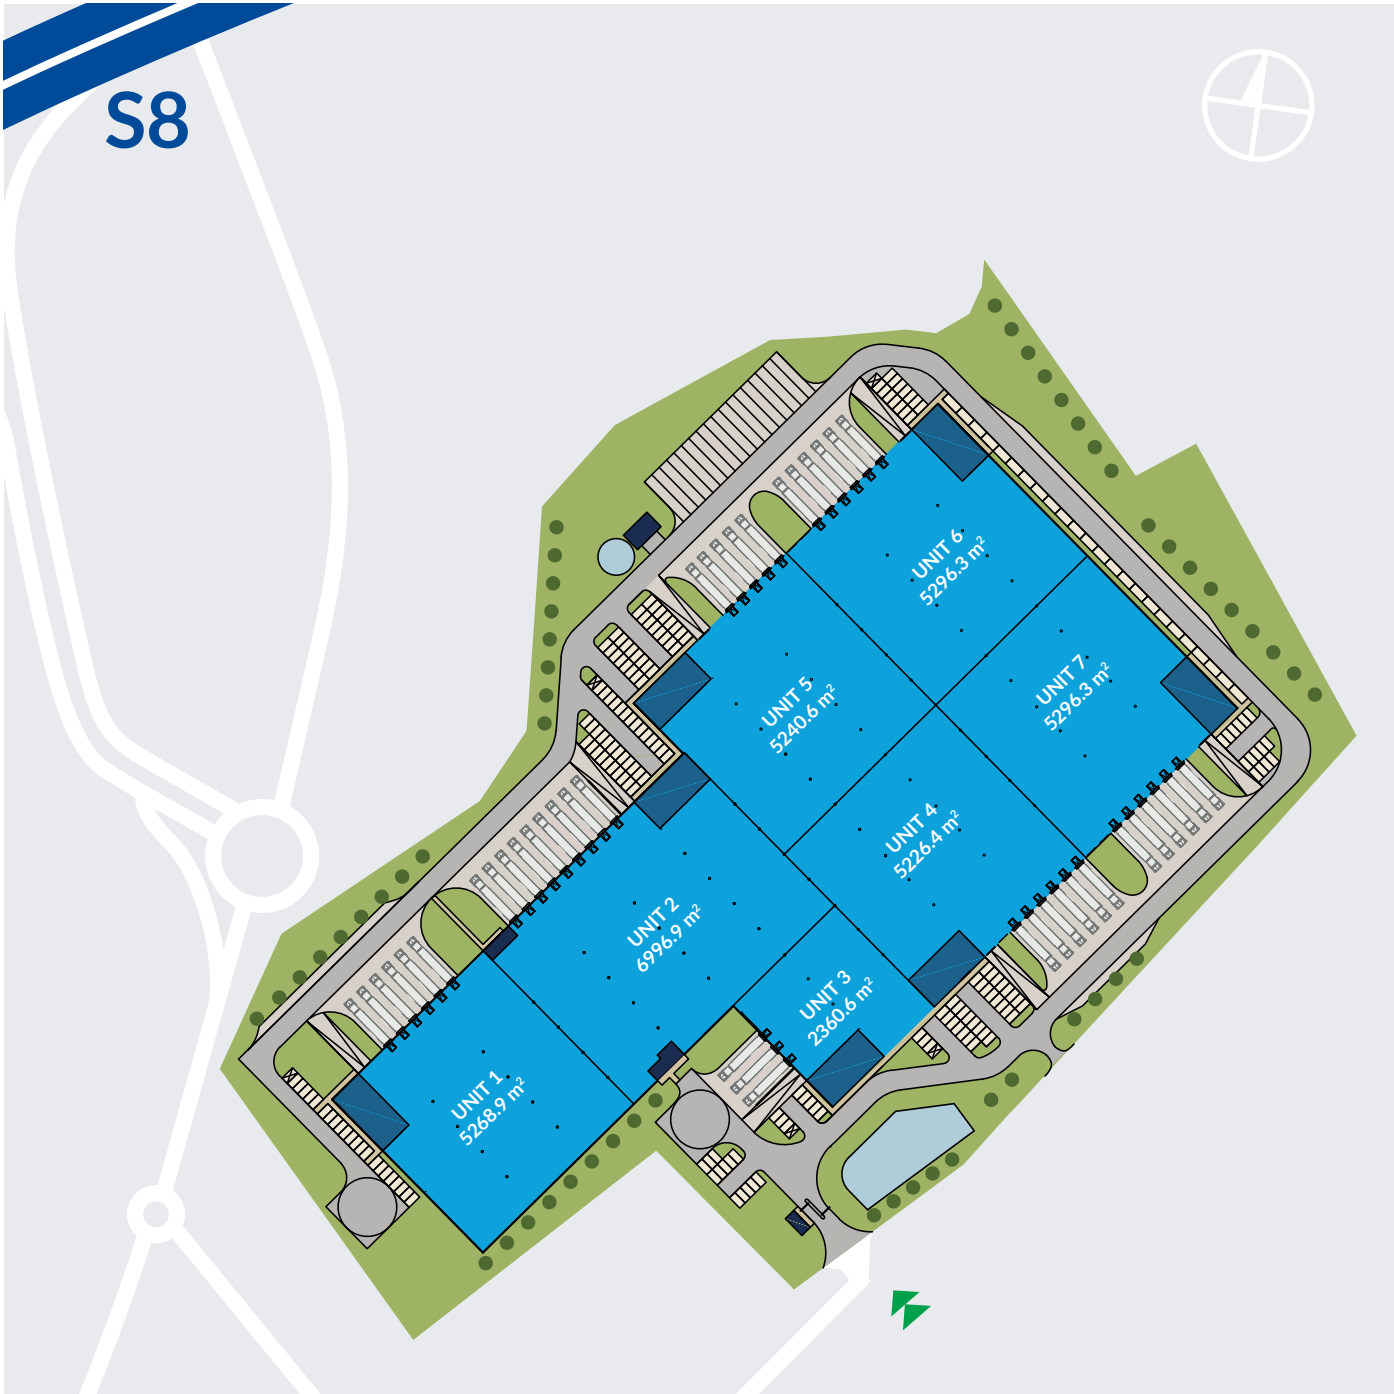 S8
UNIT 6
5296.3 m²
UNIT 7
5296.3 m²
UNIT 5
5240.6 m²
UNIT 4
5226.4 m²
UNIT 2
6996.9 m²
UNIT 3
2360.6 m²
UNIT 1
5268.9 m²